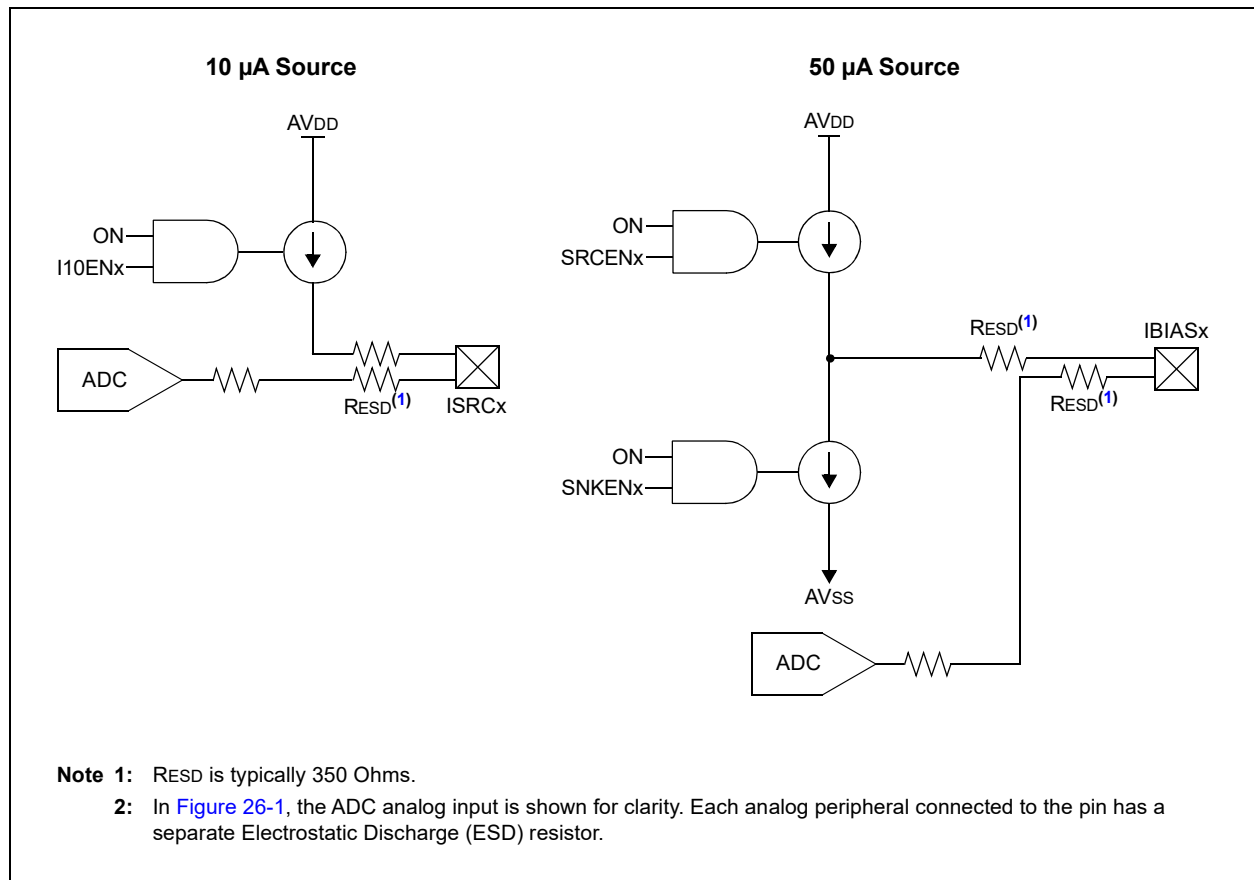 10 µA Source
AVDD
ON
I10ENx
ADC
RESD(1)
ISRCx
50 µA Source
AVDD
ON
SRCENx
RESD(1)
IBIASx
RESD(1)
ON
SNKENx
AVSS
ADC
Note 1: RESD is typically 350 Ohms.
2: In Figure 26-1, the ADC analog input is shown for clarity. Each analog peripheral connected to the pin has a
separate Electrostatic Discharge (ESD) resistor.